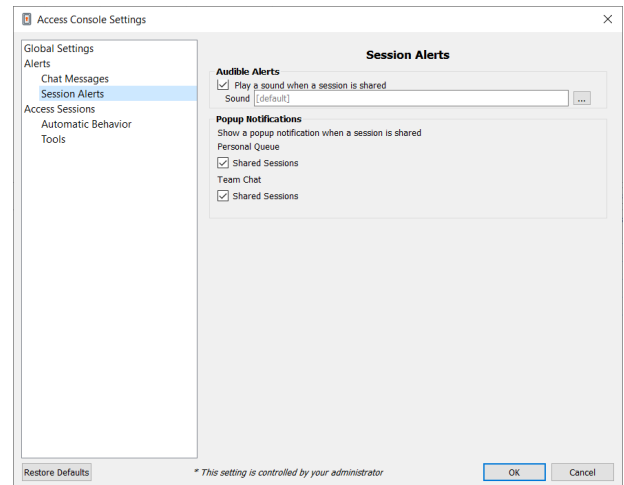 Access Console Settings
Global Settings
Alerts
Chat Messages
Session Alerts
Access Sessions
Automatic Behavior
Tools
Session Alerts
Audible Alerts
Play a sound when a session is shared
Sound [default] ...
Popup Notifications
Show a popup notification when a session is shared
Personal Queue
Shared Sessions
Team Chat
Shared Sessions
Restore Defaults * This setting is controlled by your administrator OK Cancel